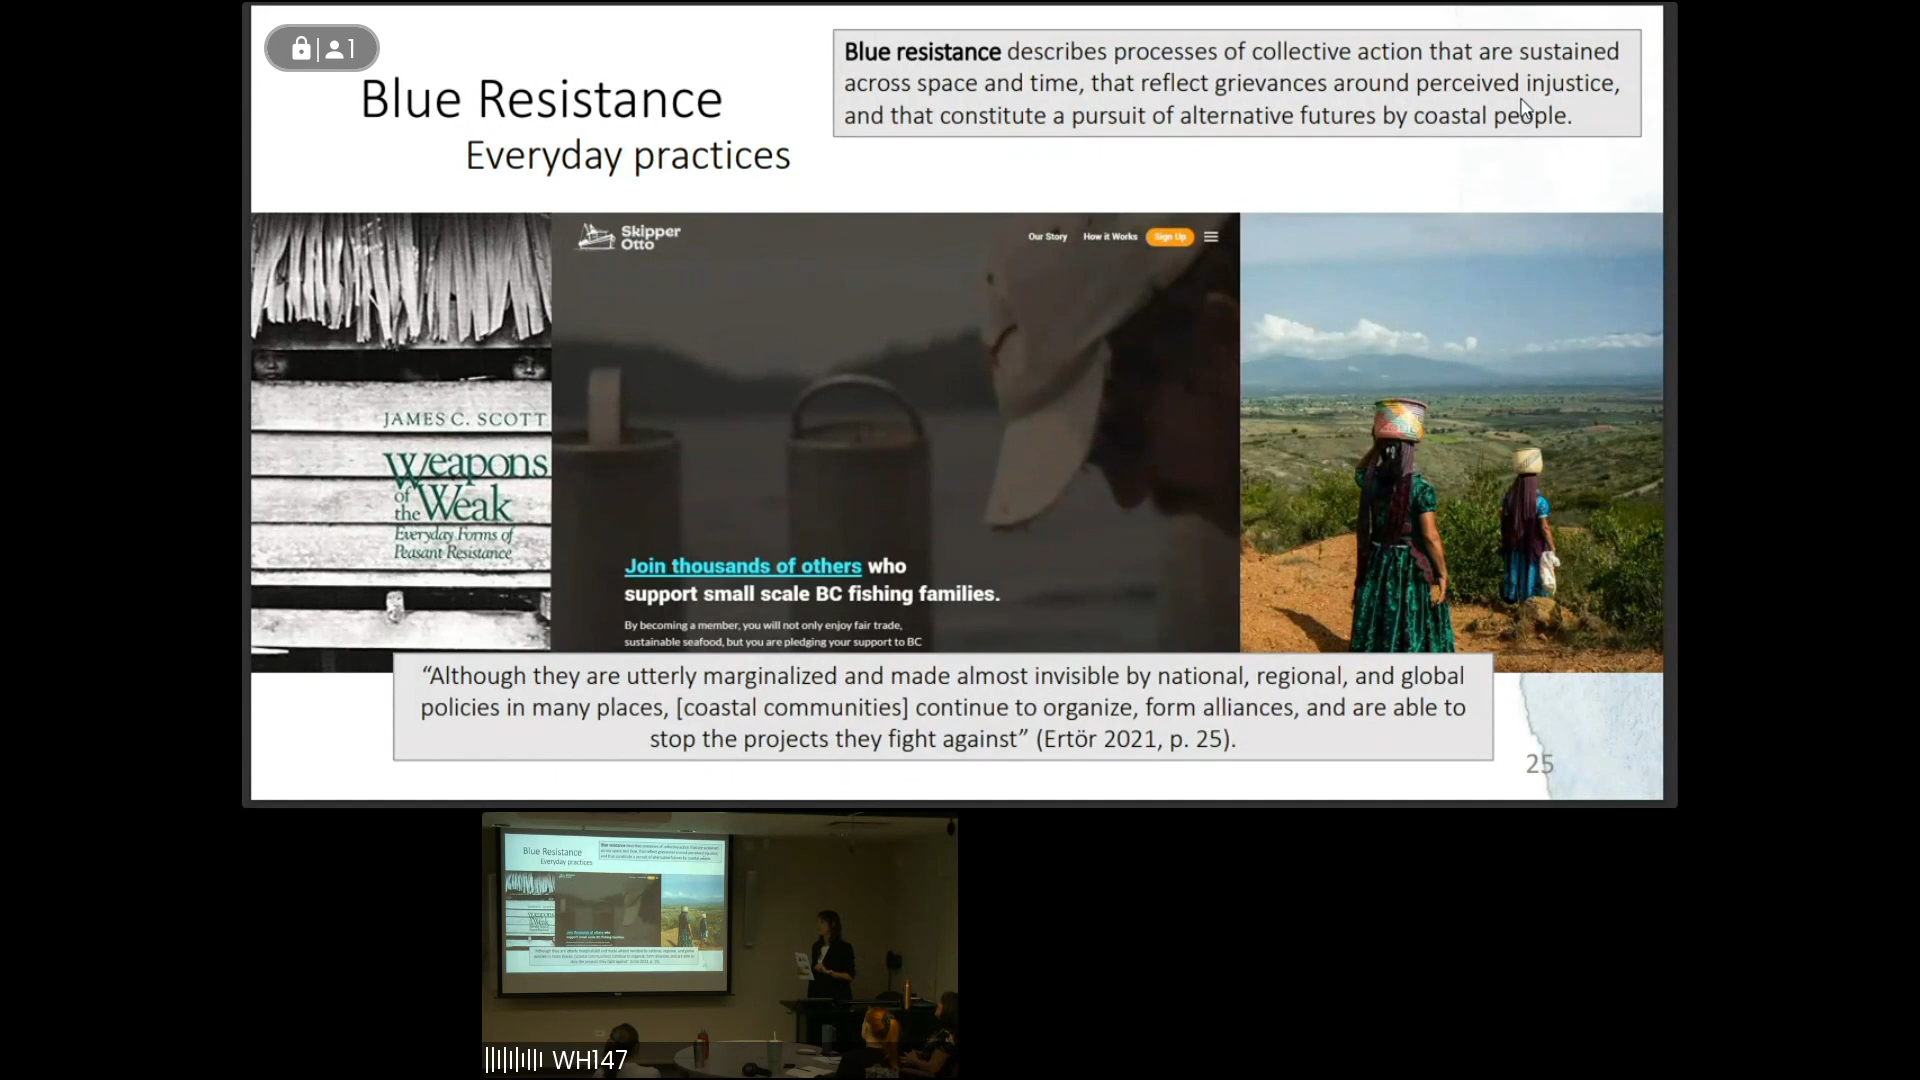 1
Blue Resistance
Everyday practices
Blue resistance describes processes of collective action that are sustained
across space and time, that reflect grievances around perceived injustice,
and that constitute a pursuit of alternative futures by coastal people.
JAMES C. SCOTT
Weapons
of
the Weak
Everyday Forms of
Peasant Resistance
Skipper
Otto
Our Story How it Works Sign Up
Join thousands of others who
support small scale BC fishing families.
By becoming a member, you will not only enjoy fair trade,
sustainable seafood, but you are pledging your support to BC
“Although they are utterly marginalized and made almost invisible by national, regional, and global
policies in many places, [coastal communities] continue to organize, form alliances, and are able to
stop the projects they fight against” (Ertör 2021, p. 25).
25
Blue Resistance
Everyday practices
WH147